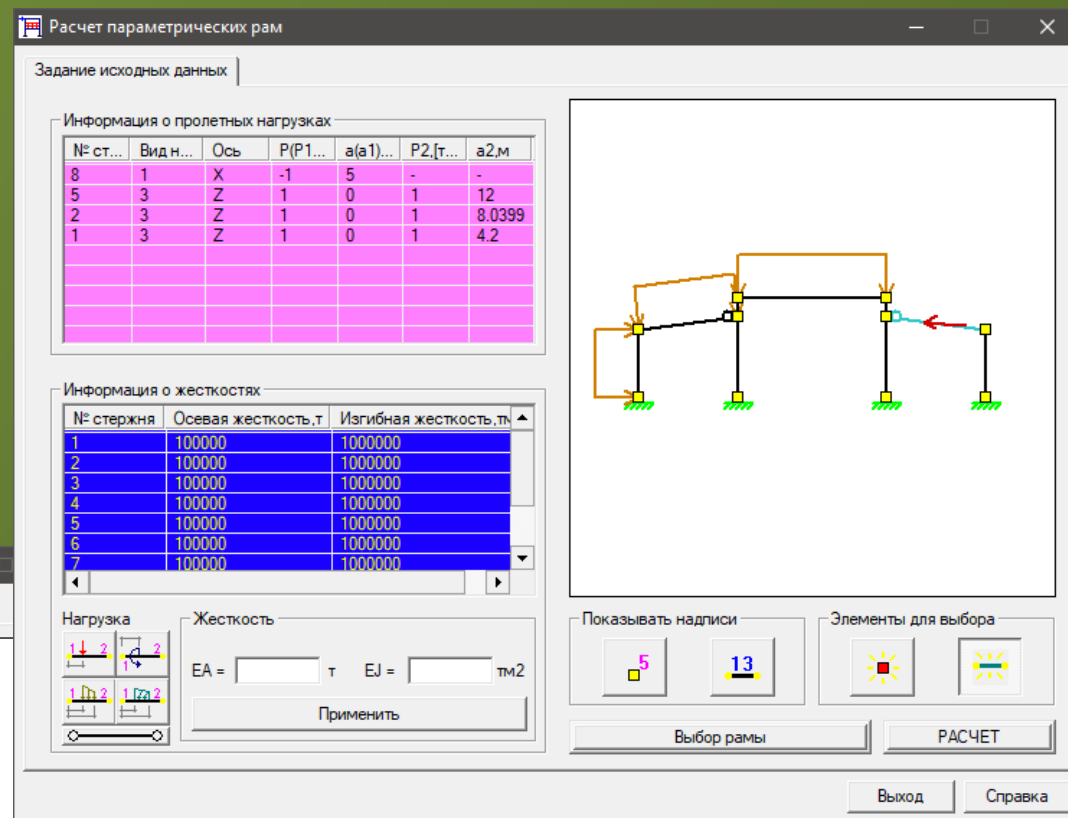 Расчет параметрических рам
Задание исходных данных
Информация о пролетных нагрузках
№ ст... Вид н... Ось P(P1... a(a1)... P2,[т... a2,м
8 1 X -1 5 - -
5 3 Z 1 0 1 12
2 3 Z 1 0 1 8.0399
1 3 Z 1 0 1 4.2
Информация о жесткостях
№ стержня Осевая жесткость,т Изгибная жесткость,тм
1 100000 1000000
2 100000 1000000
3 100000 1000000
4 100000 1000000
5 100000 1000000
6 100000 1000000
7 100000 1000000
Нагрузка
1 2
1 2
1 2
1 2
Жесткость
EA = т EJ = тм2
Применить
Показывать надписи
5
13
Элементы для выбора
Выбор рамы
РАСЧЕТ
Выход
Справка